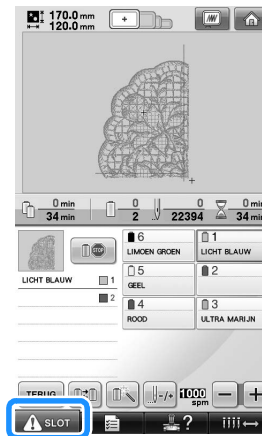 170.0 mm
120.0 mm
0 min
34 min
0
2
0
22394
0 min
34 min
LICHT BLAUW
1
2
6
LIMOEN GROEN
1
LICHT BLAUW
5
GEEL
2
4
ROOD
3
ULTRA MARIJN
TERUG
-/+
1000
spm
- +
SLOT
?